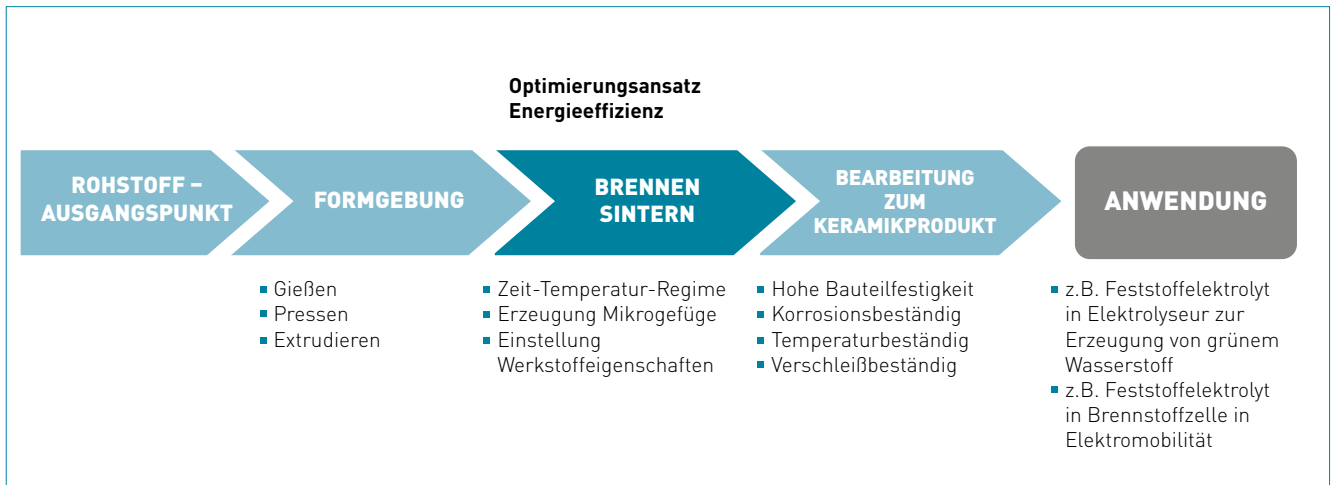 Optimierungsansatz
Energieeffizienz
ROHSTOFF –
AUSGANGSPUNKT
FORMGEBUNG
BRENNEN
SINTERN
BEARBEITUNG
ZUM
KERAMIKPRODUKT
ANWENDUNG
▪ Gießen
▪ Pressen
▪ Extrudieren
▪ Zeit-Temperatur-Regime
▪ Erzeugung Mikrogefüge
▪ Einstellung
Werkstoffeigenschaften
▪ Hohe Bauteilfestigkeit
▪ Korrosionsbeständig
▪ Temperaturbeständig
▪ Verschleißbeständig
▪ z.B. Feststoffelektrolyt
in Elektrolyseur zur
Erzeugung von grünem
Wasserstoff
▪ z.B. Feststoffelektrolyt
in Brennstoffzelle in
Elektromobilität